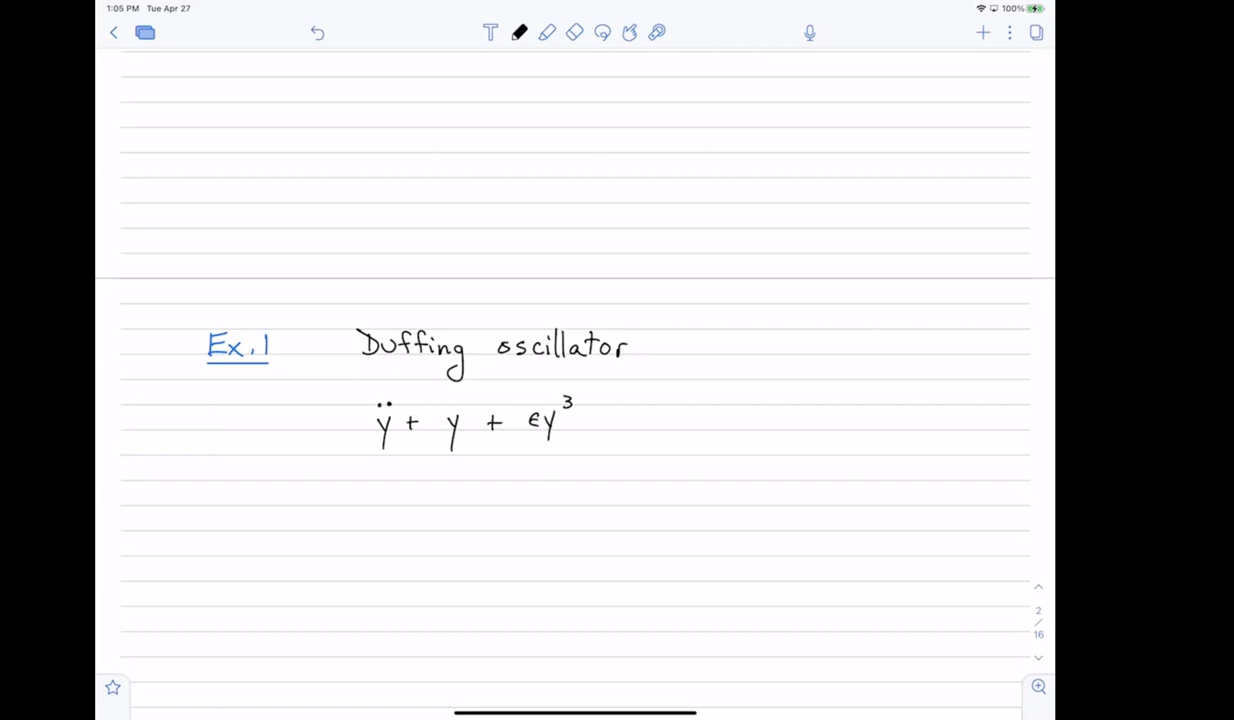 1:05 PM Tue Apr 27 100%
T
Ex. 1 Duffing oscillator
ÿ + y + ϵy³
2
/
16